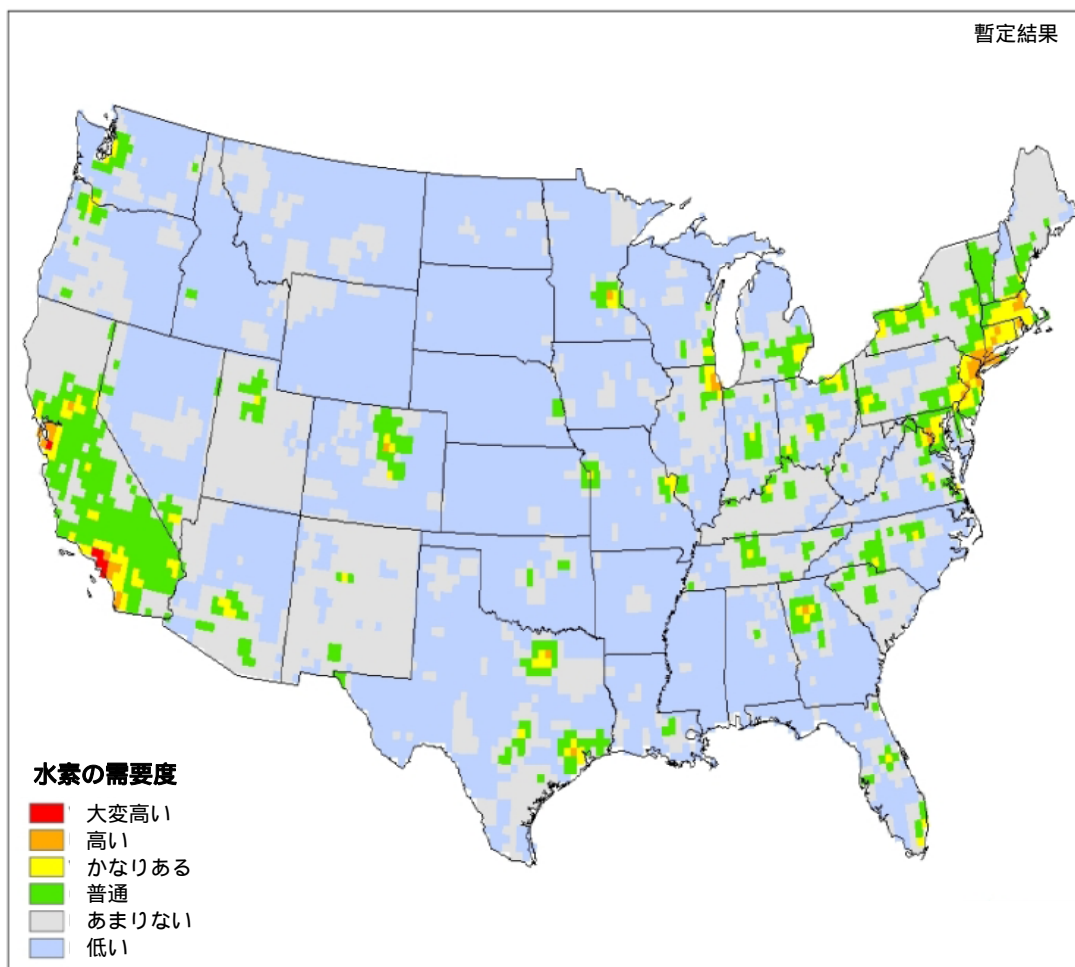 暫定結果
水素の需要度
大変高い
高い
かなりある
普通
あまりない
低い